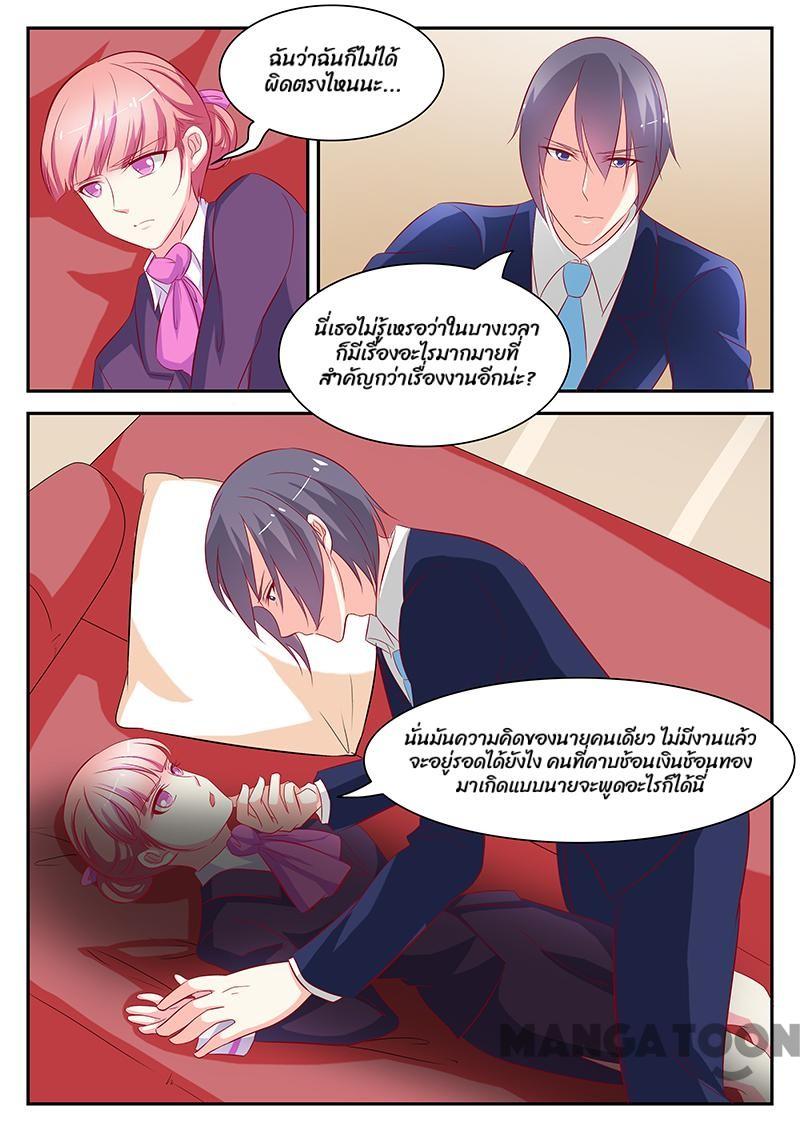 ฉันว่าฉันก็ไม่ได้
ผิดตรงไหนนะ...
นี่เธอไม่รู้เหรอว่าในบางเวลา
ก็มีเรื่องอะไรมากมายที่
สำคัญกว่าเรื่องงานอีกน่ะ?
นั่นมันความคิดของนายคนเดียว ไม่มีงานแล้ว
จะอยู่รอดได้ยังไง คนที่คาบช้อนเงินช้อนทอง
มาเกิดแบบนายจะพูดอะไรก็ได้นี่
MANGATOON